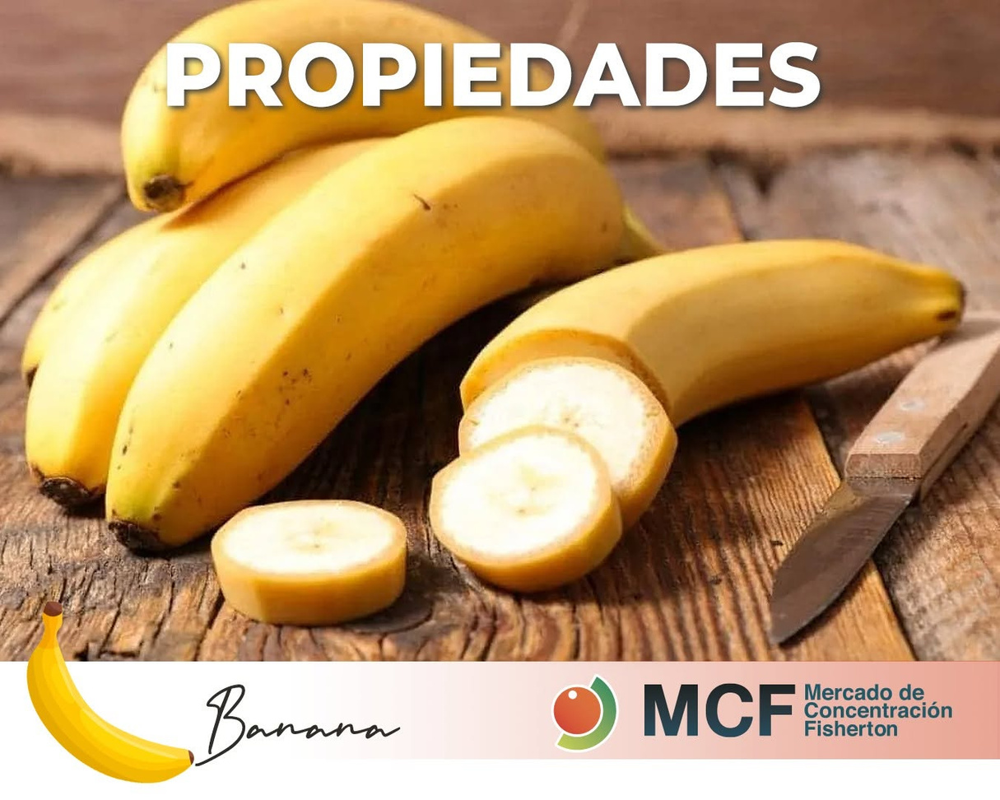 PROPIEDADES
Banana
MCF
Mercado de
Concentración
Fisherton